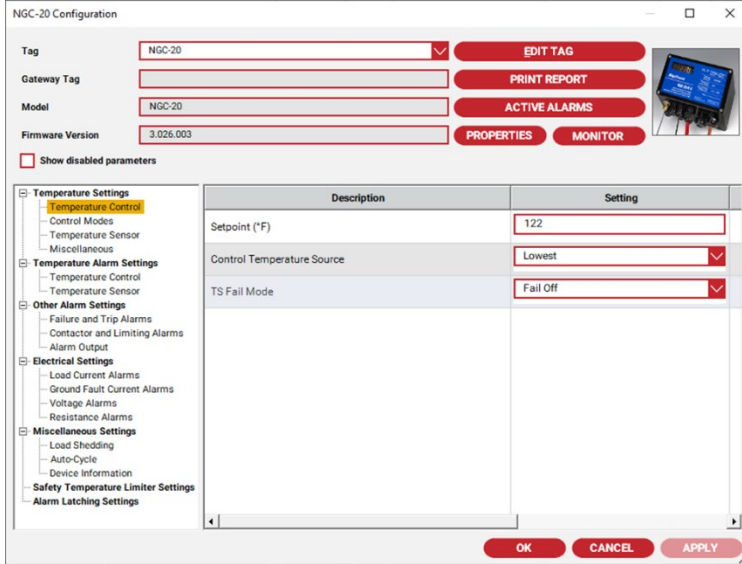 NGC-20 Configuration
Tag NGC-20 EDIT TAG
Gateway Tag PRINT REPORT
Model NGC-20 ACTIVE ALARMS
Firmware Version 3.026.003 PROPERTIES MONITOR
Show disabled parameters
Temperature Settings
Temperature Control
Control Modes
Temperature Sensor
Miscellaneous
Temperature Alarm Settings
Temperature Control
Temperature Sensor
Other Alarm Settings
Failure and Trip Alarms
Contactor and Limiting Alarms
Alarm Output
Electrical Settings
Load Current Alarms
Ground Fault Current Alarms
Voltage Alarms
Resistance Alarms
Miscellaneous Settings
Load Shedding
Auto-Cycle
Device Information
Safety Temperature Limiter Settings
Alarm Latching Settings
Description Setting
Setpoint (°F) 122
Control Temperature Source Lowest
TS Fail Mode Fail Off
OK CANCEL APPLY